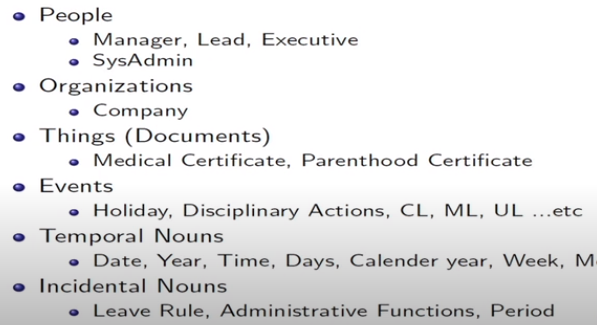 People
Manager, Lead, Executive
SysAdmin
Organizations
Company
Things (Documents)
Medical Certificate, Parenthood Certificate
Events
Holiday, Disciplinary Actions, CL, ML, UL ...etc
Temporal Nouns
Date, Year, Time, Days, Calender year, Week,
Incidental Nouns
Leave Rule, Administrative Functions, Period